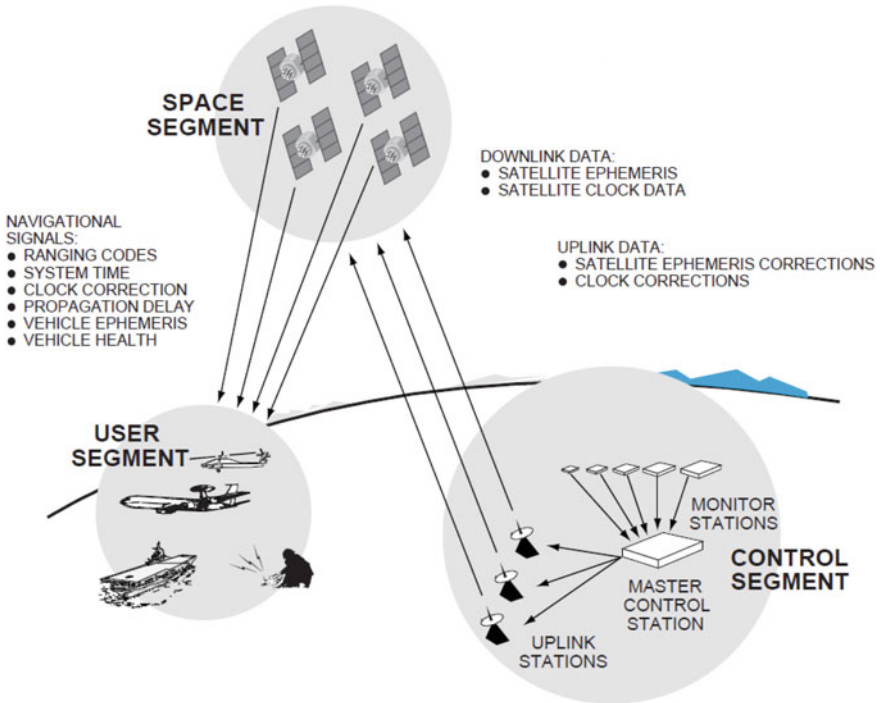 SPACE
SEGMENT
DOWNLINK DATA:
● SATELLITE EPHEMERIS
● SATELLITE CLOCK DATA
NAVIGATIONAL
SIGNALS:
● RANGING CODES
● SYSTEM TIME
● CLOCK CORRECTION
● PROPAGATION DELAY
● VEHICLE EPHEMERIS
● VEHICLE HEALTH
UPLINK DATA:
● SATELLITE EPHEMERIS CORRECTIONS
● CLOCK CORRECTIONS
USER
SEGMENT
MONITOR
STATIONS
CONTROL
SEGMENT
MASTER
CONTROL
STATION
UPLINK
STATIONS